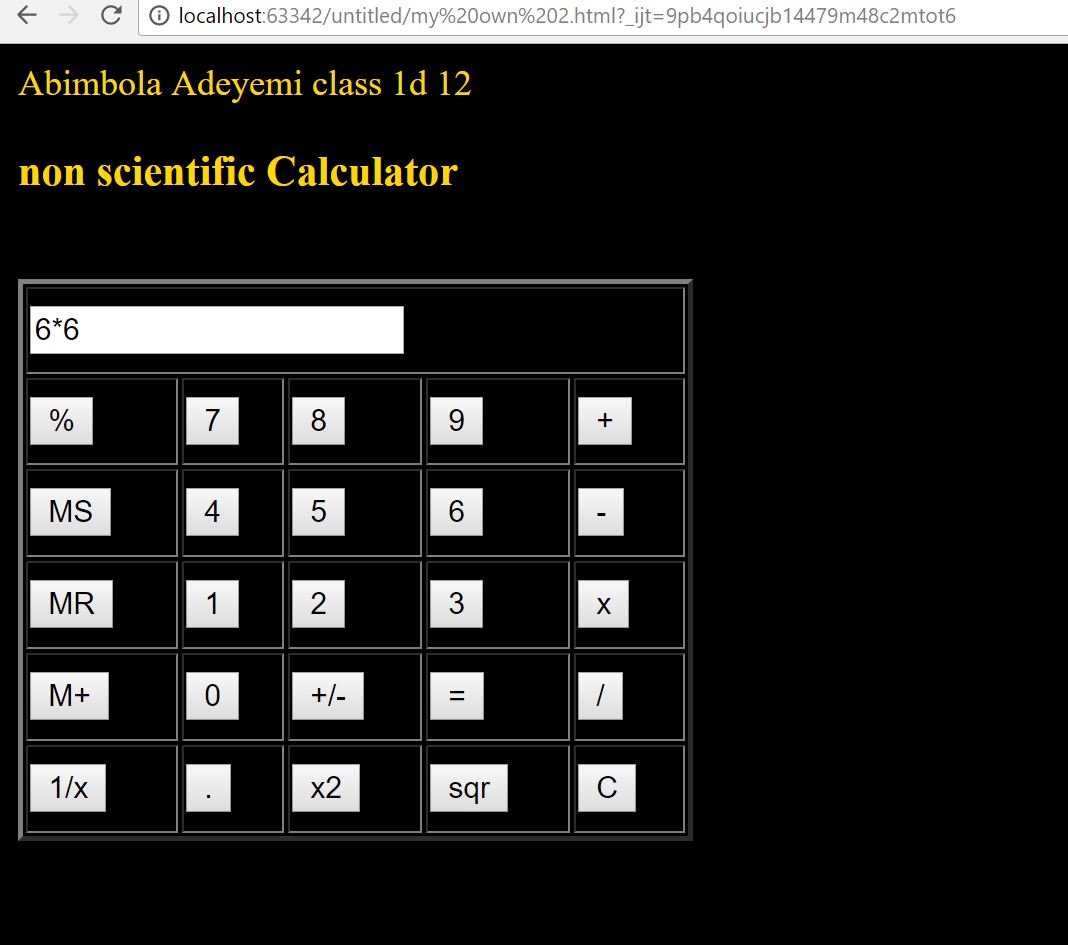 localhost:63342/untitled/my%20own%202.html?_ijt=9pb4qoiucjb14479m48c2mtot6
Abimbola Adeyemi class 1d 12
non scientific Calculator
6*6
% 7 8 9 +
MS 4 5 6 -
MR 1 2 3 x
M+ 0 +/- = /
1/x . x2 sqr C